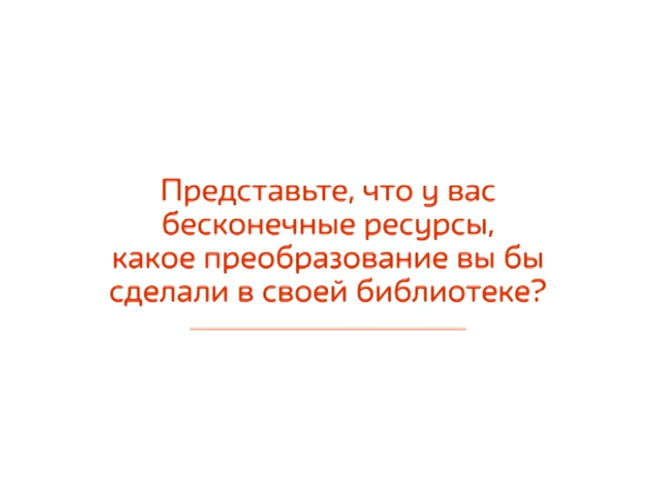 Представьте, что у вас
бесконечные ресурсы,
какое преобразование вы бы
сделали в своей библиотеке?